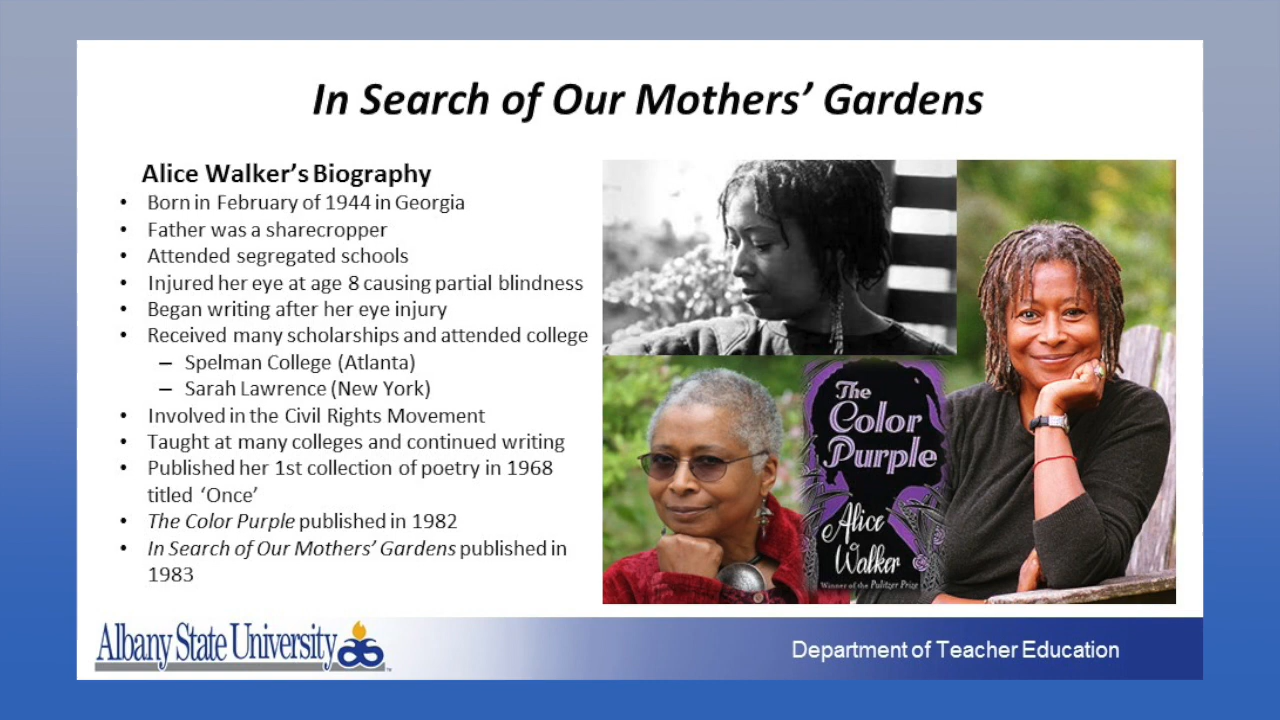 In Search of Our Mothers’ Gardens
Alice Walker’s Biography
• Born in February of 1944 in Georgia
• Father was a sharecropper
• Attended segregated schools
• Injured her eye at age 8 causing partial blindness
• Began writing after her eye injury
• Received many scholarships and attended college
– Spelman College (Atlanta)
– Sarah Lawrence (New York)
• Involved in the Civil Rights Movement
• Taught at many colleges and continued writing
• Published her 1st collection of poetry in 1968
titled ‘Once’
• The Color Purple published in 1982
• In Search of Our Mothers’ Gardens published in
1983
The
Color
Purple
Alice
Walker
Winner of the Pulitzer Prize
Albany State University
Department of Teacher Education